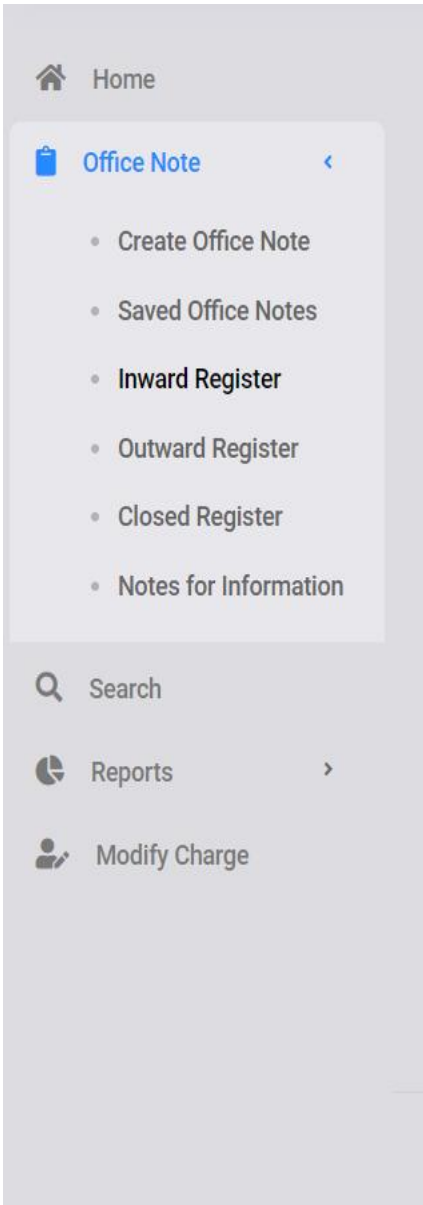 Home
Office Note
Create Office Note
Saved Office Notes
Inward Register
Outward Register
Closed Register
Notes for Information
Search
Reports
Modify Charge